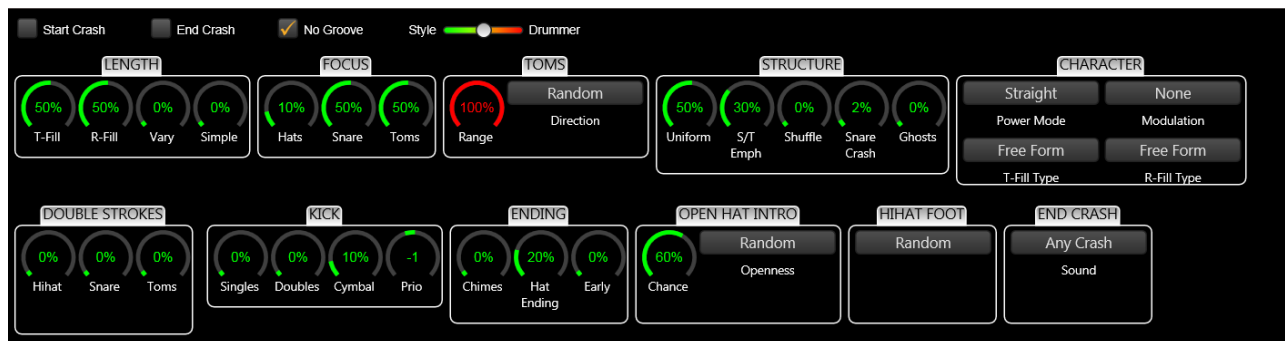 Start Crash End Crash No Groove Style Drummer
LENGTH FOCUS TOMS STRUCTURE CHARACTER
50% 50% 0% 0% 10% 50% 50% 100% Random 50% 30% 0% 2% 0% Straight None
T-Fill R-Fill Vary Simple Hats Snare Toms Range Direction Uniform S/T Emph Shuffle Snare Crash Ghosts Power Mode Modulation
Free Form Free Form
T-Fill Type R-Fill Type
DOUBLE STROKES KICK ENDING OPEN HAT INTRO HIHAT FOOT END CRASH
0% 0% 0% 0% 0% 10% -1 0% 20% 0% 60% Random Random Any Crash
Hihat Snare Toms Singles Doubles Cymbal Prio Chimes Hat Ending Early Chance Openness Sound